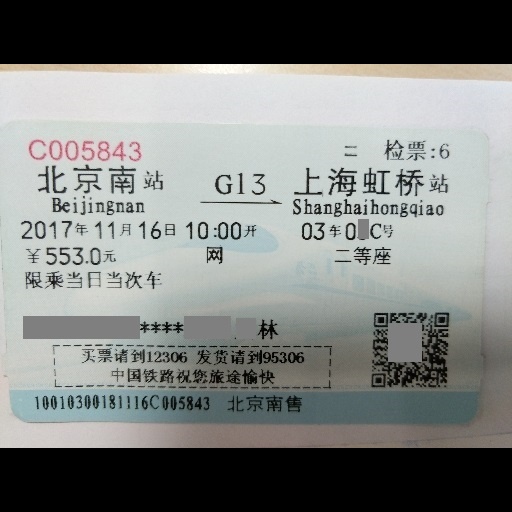 C005843 二 检票:6
北京南站 G13 上海虹桥站
Beijingnan Shanghaihongqiao
2017年11月16日10:00开 03车0 C号
￥553.0元 网 二等座
限乘当日当次车
**** 林
买票请到12306 发货请到95306
中国铁路祝您旅途愉快
10010300181116C005843 北京南售